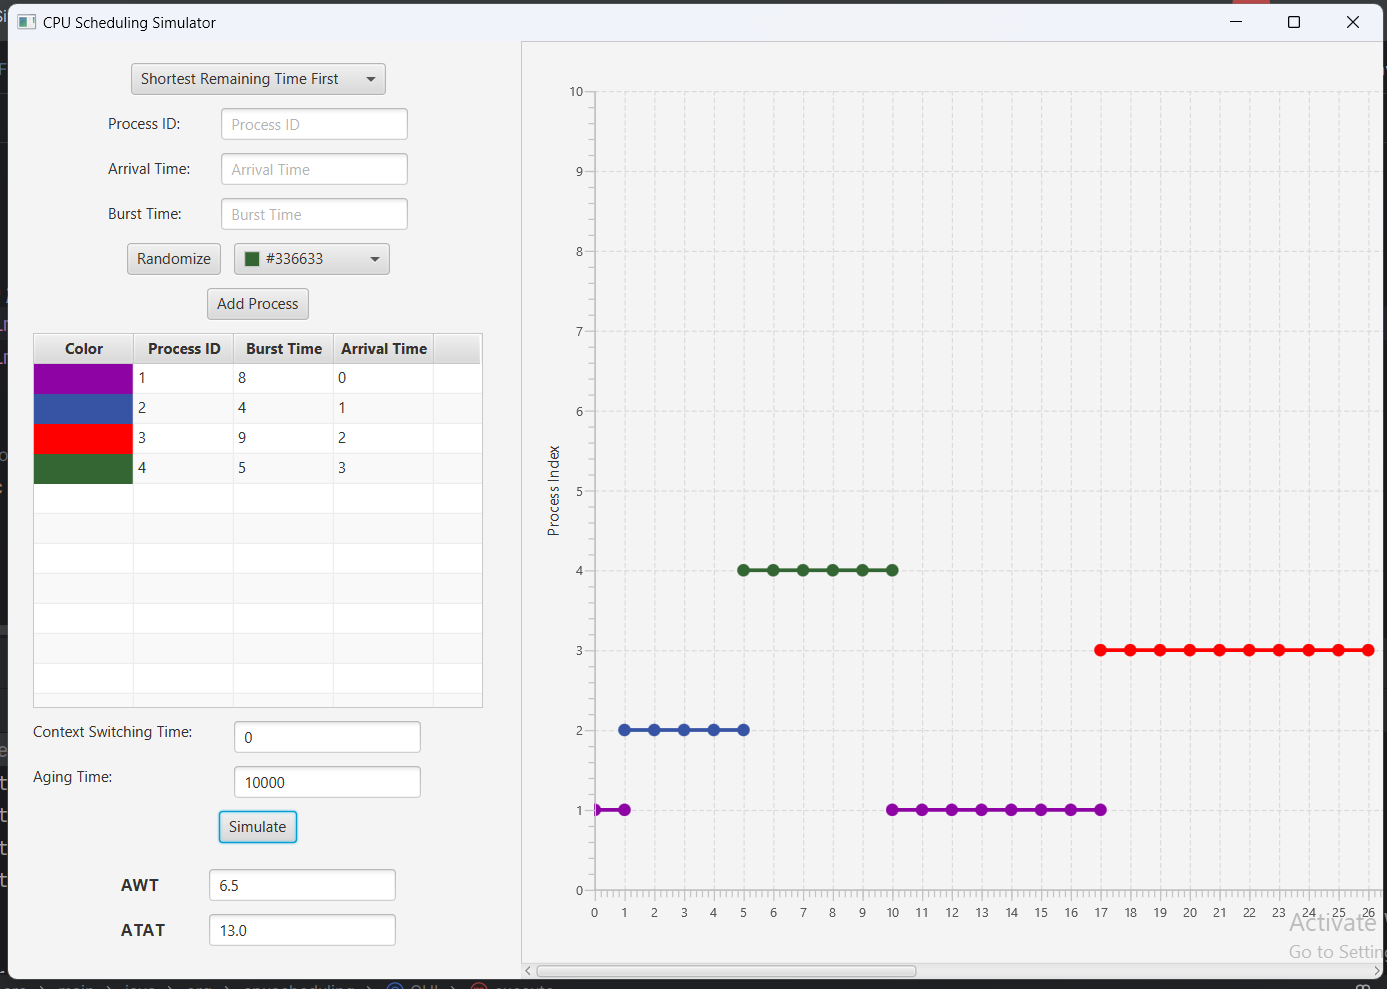 CPU Scheduling Simulator
Shortest Remaining Time First
Process ID: Process ID
Arrival Time: Arrival Time
Burst Time: Burst Time
Randomize #336633
Add Process
Color Process ID Burst Time Arrival Time
1 8 0
2 4 1
3 9 2
4 5 3
Context Switching Time: 0
Aging Time: 10000
Simulate
AWT 6.5
ATAT 13.0
Process Index
10
9
8
7
6
5
4
3
2
1
0
0 1 2 3 4 5 6 7 8 9 10 11 12 13 14 15 16 17 18 19 20 21 22 23 24 25 26
Activate
Go to Setting